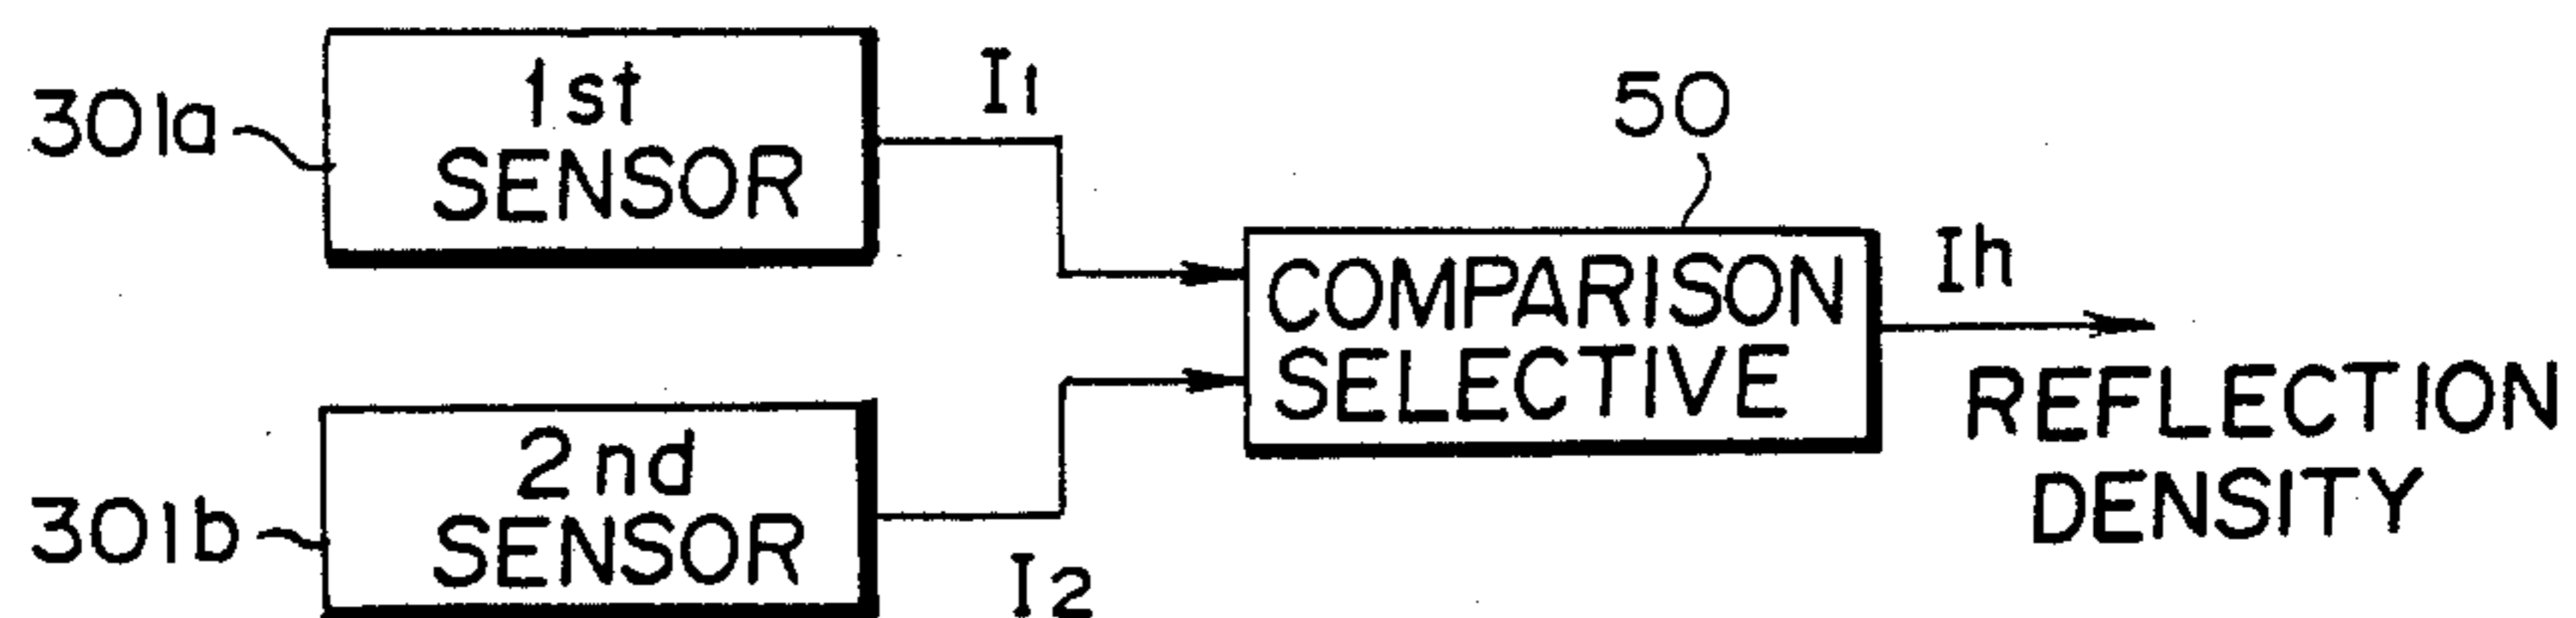 301a
1st
SENSOR
I1
50
COMPARISON
SELECTIVE
Ih
REFLECTION
DENSITY
301b
2nd
SENSOR
I2